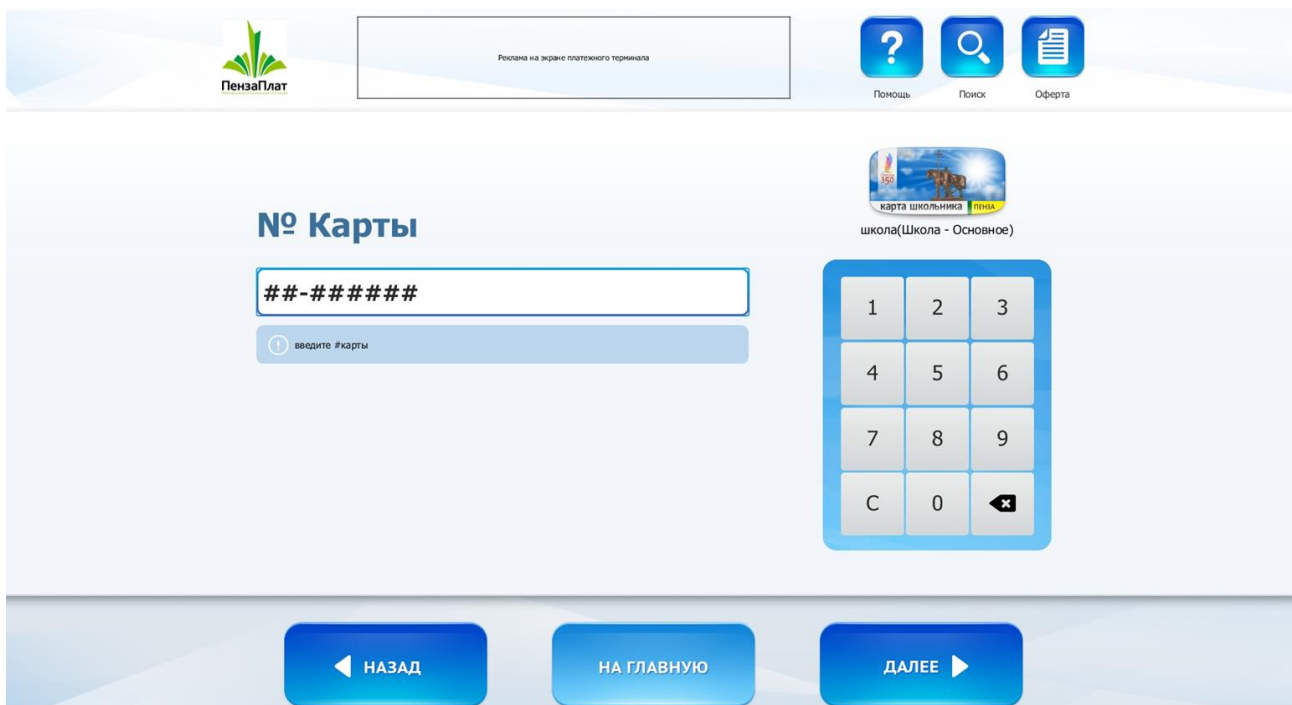 ПензаПлат
Реклама на экране платежного терминала
?
Помощь
Поиск
Оферта
350
карта школьника ПЕНЗА
школа(Школа - Основное)
№ Карты
##-######
! введите #карты
1 2 3
4 5 6
7 8 9
C 0
НАЗАД
НА ГЛАВНУЮ
ДАЛЕЕ